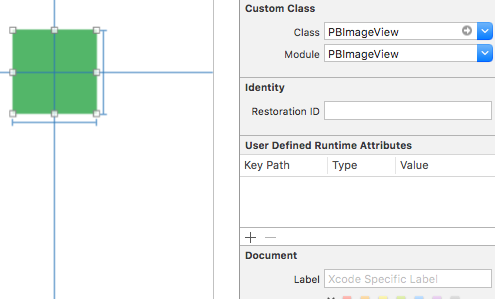 Custom Class
Class PBImageView
Module PBImageView
Identity
Restoration ID
User Defined Runtime Attributes
Key Path Type Value
Document
Label Xcode Specific Label